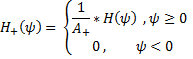 H₊(ψ) = { 1/A₊ * H(ψ) , ψ ≥ 0
0 , ψ < 0